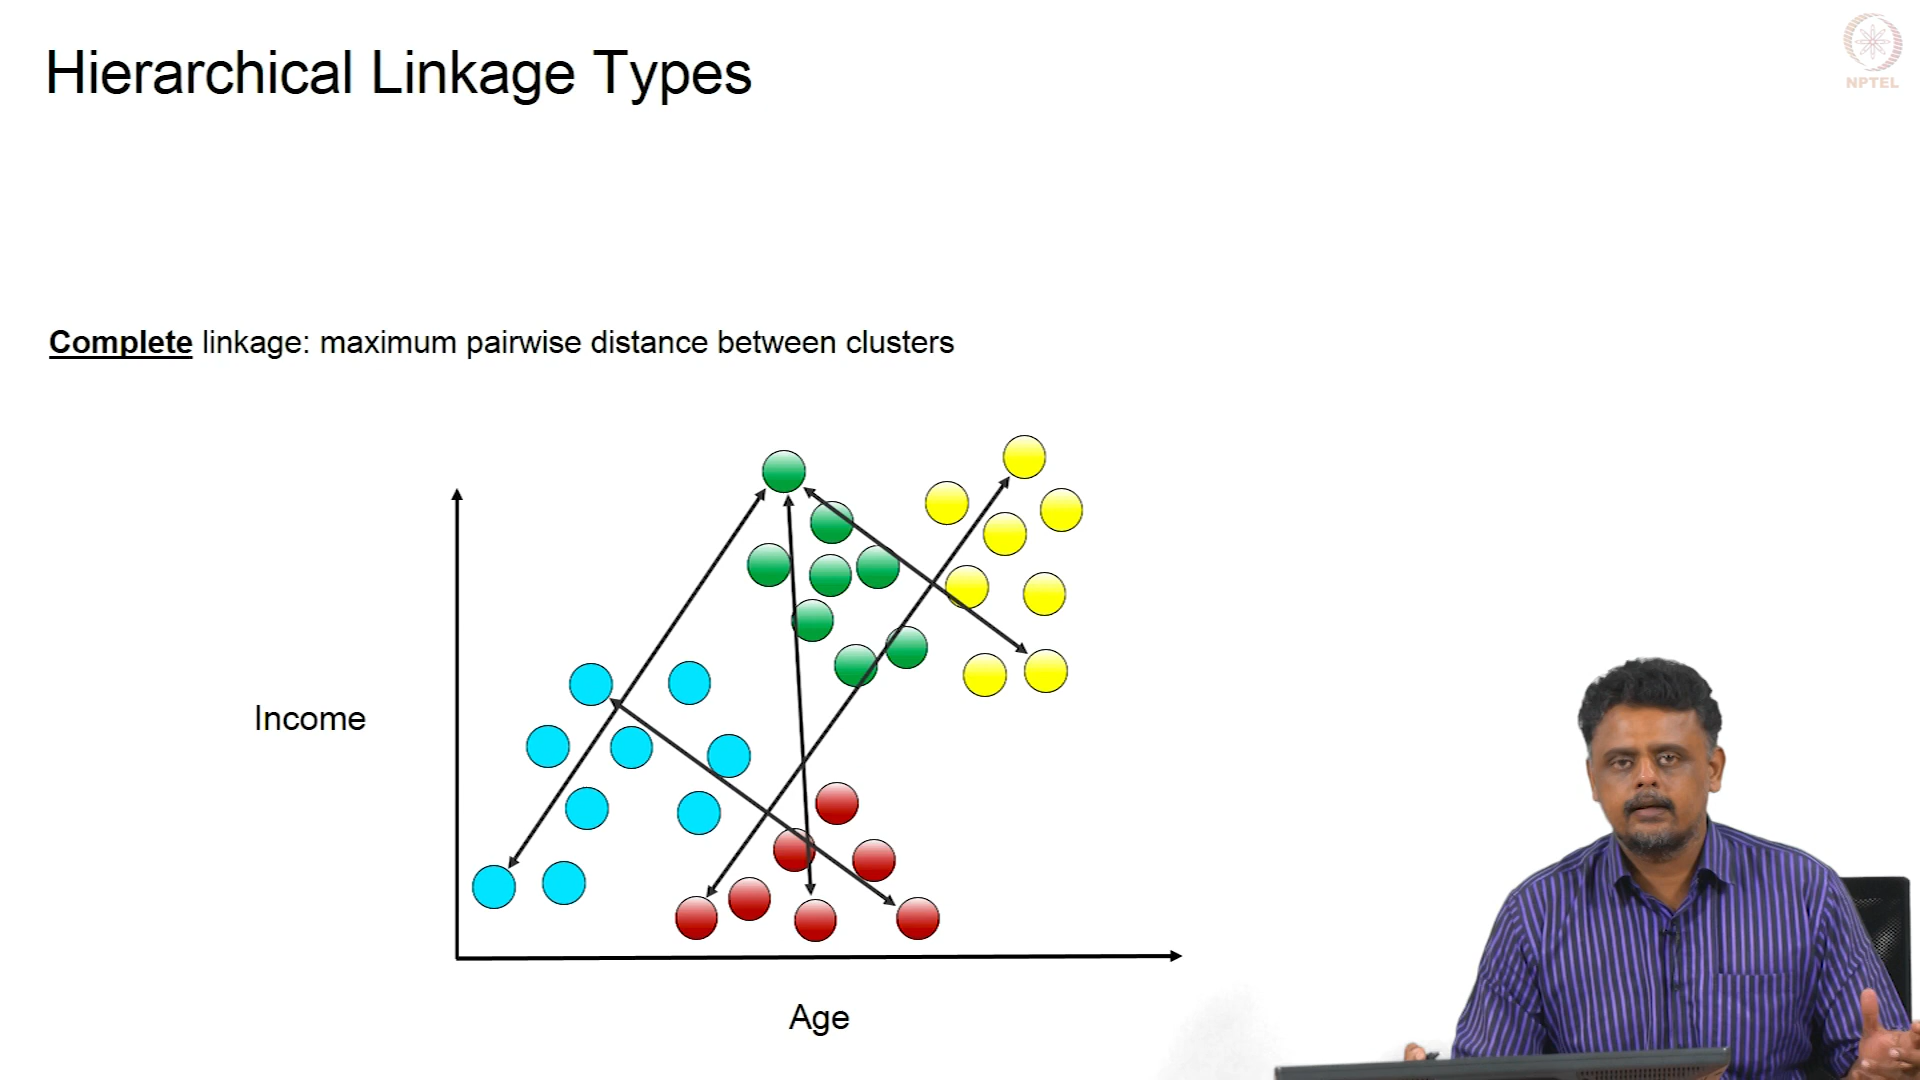 Hierarchical Linkage Types
NPTEL
Complete linkage: maximum pairwise distance between clusters
Income
Age